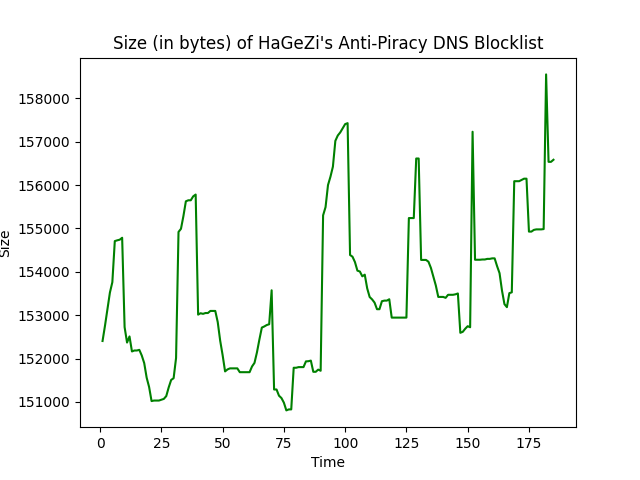 Size (in bytes) of HaGeZi's Anti-Piracy DNS Blocklist
158000
157000
156000
155000
154000
153000
152000
151000
Size
0 25 50 75 100 125 150 175
Time